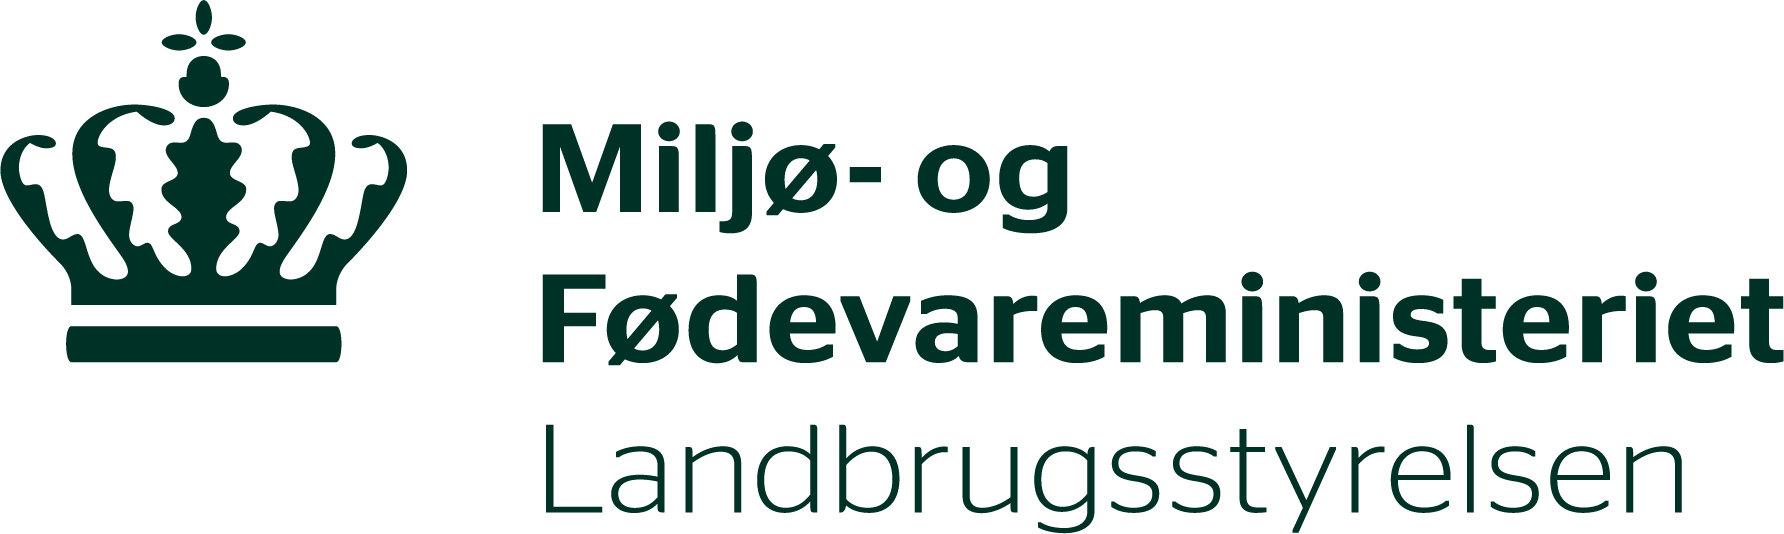 Miljø- og
Fødevareministeriet
Landbrugsstyrelsen